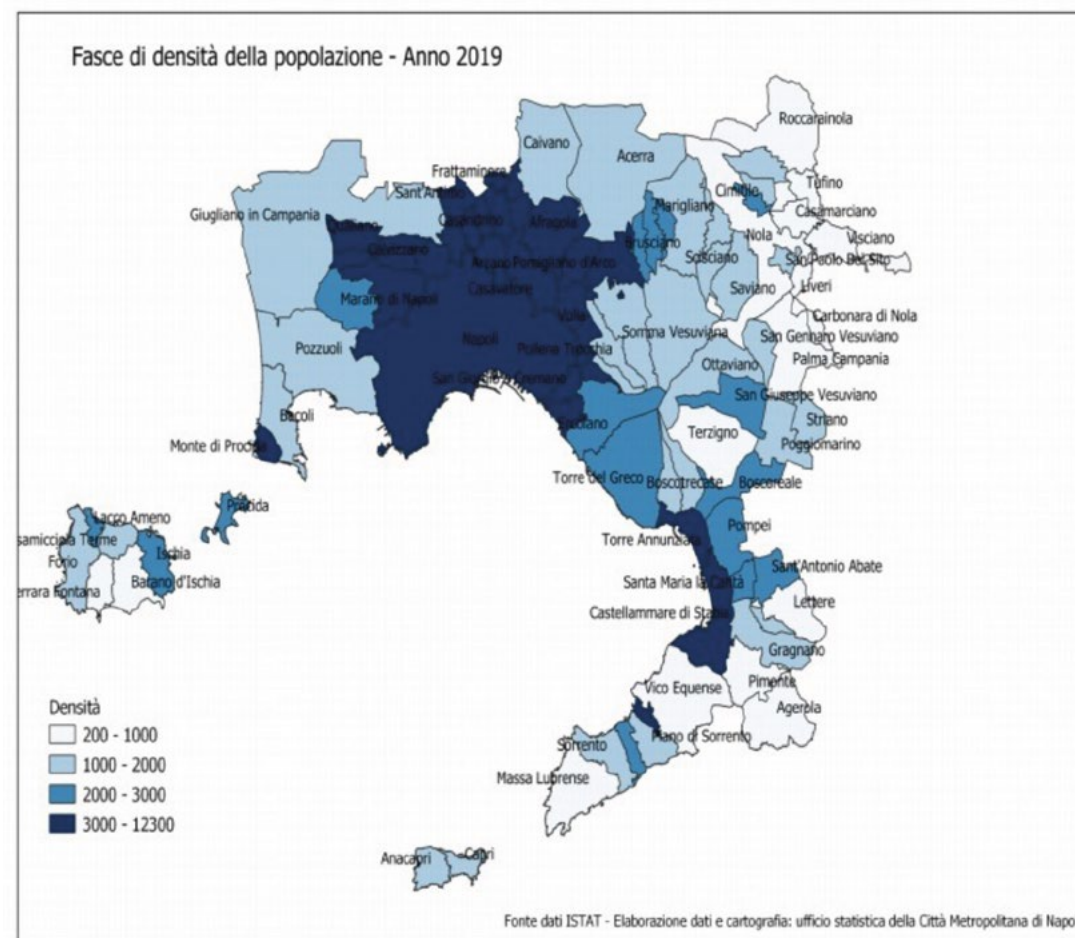 Fasce di densità della popolazione - Anno 2019
Roccarainola
Caivano
Acerra
Frattaminore
Tufino
Cimitile
Sant'Antimo
Marigliano
Casamarciano
Giugliano in Campania
Casandrino
Afragola
Qualiano
Nola
Visciano
Brusciano
Calvizzano
Scisciano
San Paolo Bel Sito
Arzano
Pomigliano d'Arco
Liveri
Saviano
Casavatore
Marano di Napoli
Volla
Carbonara di Nola
Somma Vesuviana
San Gennaro Vesuviano
Napoli
Pozzuoli
Pollena Trocchia
Palma Campania
Ottaviano
San Giorgio a Cremano
San Giuseppe Vesuviano
Bacoli
Striano
Ercolano
Terzigno
Poggiomarino
Monte di Procida
Torre del Greco
Boscotrecase
Boscoreale
Procida
Lacco Ameno
Pompei
samicciola Terme
Torre Annunziata
Ischia
Forio
Sant'Antonio Abate
Barano d'Ischia
Santa Maria la Carità
errara Fontana
Lettere
Castellammare di Stabia
Gragnano
Pimonte
Vico Equense
Agerola
Piano di Sorrento
Sorrento
Massa Lubrense
Anacapri
Capri
Densità
200 - 1000
1000 - 2000
2000 - 3000
3000 - 12300
Fonte dati ISTAT - Elaborazione dati e cartografia: ufficio statistica della Città Metropolitana di Napo